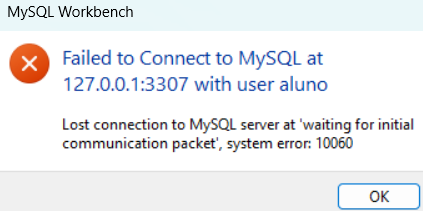 MySQL Workbench
Failed to Connect to MySQL at
127.0.0.1:3307 with user aluno
Lost connection to MySQL server at 'waiting for initial
communication packet', system error: 10060
OK